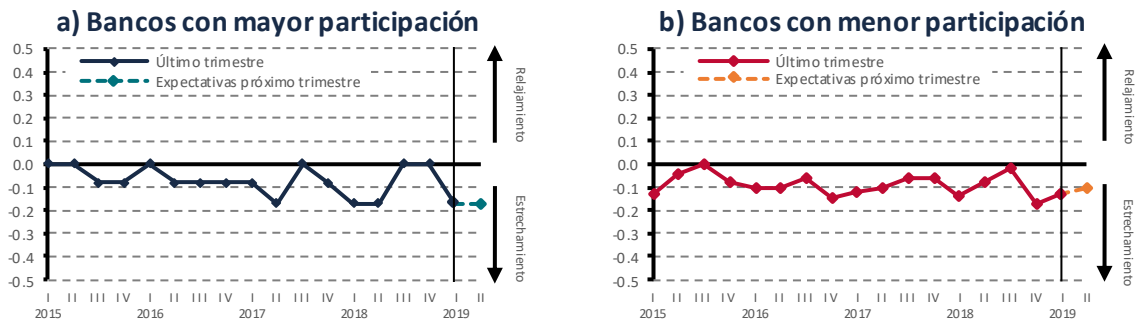 a) Bancos con mayor participación
0.5
0.4
0.3
0.2
0.1
0.0
-0.1
-0.2
-0.3
-0.4
-0.5
Último trimestre
Expectativas próximo trimestre
Relajamiento
Estrechamiento
I II III IV I II III IV I II III IV I II III IV I II
2015 2016 2017 2018 2019
b) Bancos con menor participación
0.5
0.4
0.3
0.2
0.1
0.0
-0.1
-0.2
-0.3
-0.4
-0.5
Último trimestre
Expectativas próximo trimestre
Relajamiento
Estrechamiento
I II III IV I II III IV I II III IV I II III IV I II
2015 2016 2017 2018 2019